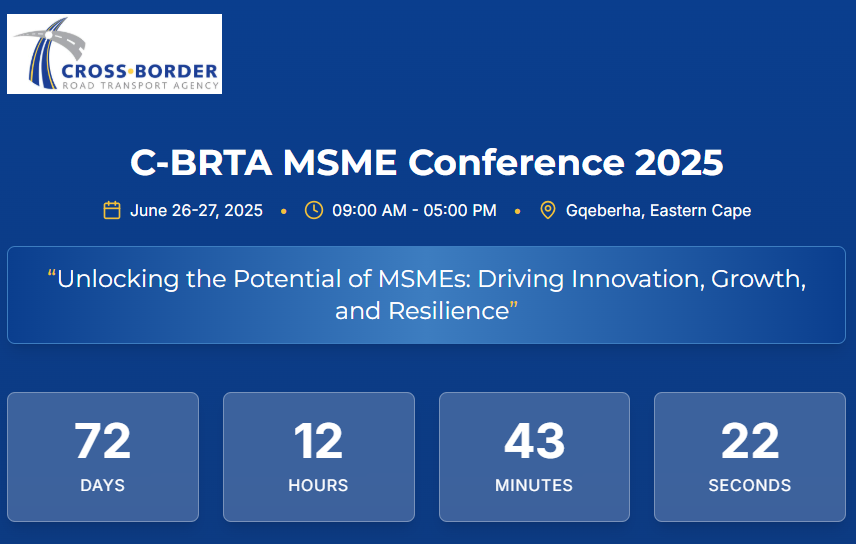 CROSS•BORDER
ROAD TRANSPORT AGENCY
C-BRTA MSME Conference 2025
June 26-27, 2025 • 09:00 AM - 05:00 PM • Gqeberha, Eastern Cape
“Unlocking the Potential of MSMEs: Driving Innovation, Growth,
and Resilience”
72 12 43 22
DAYS HOURS MINUTES SECONDS